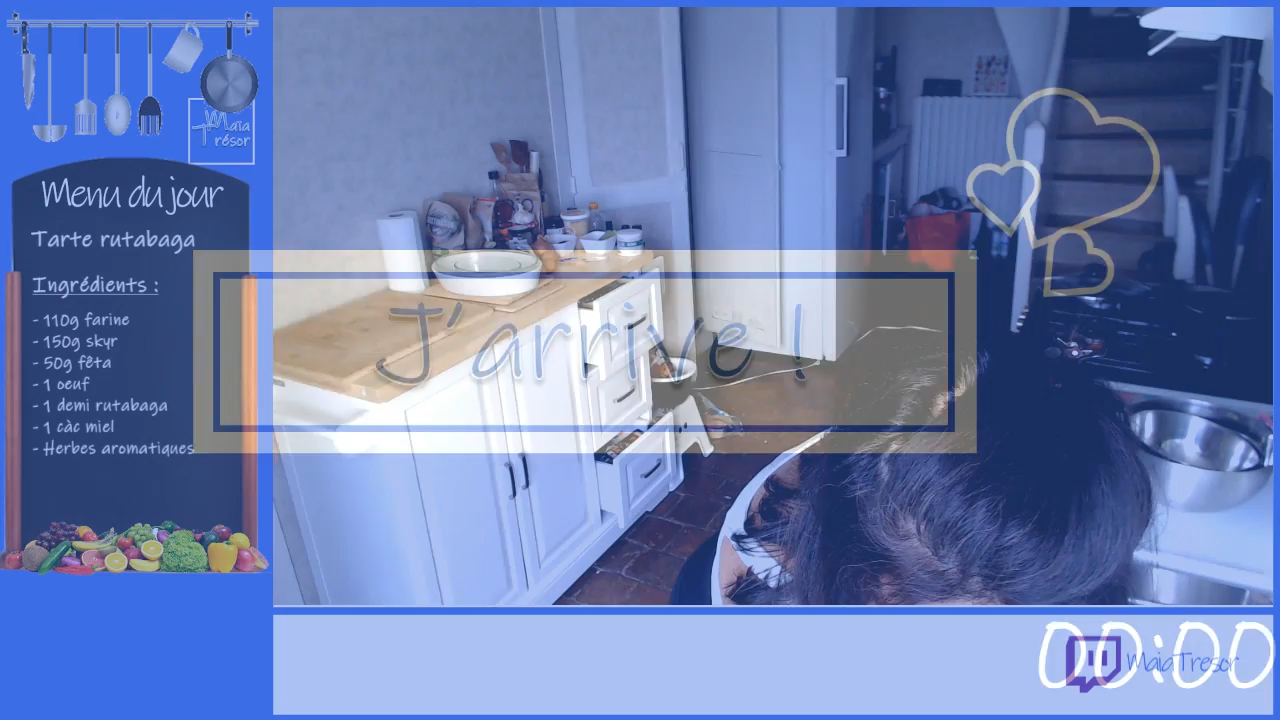 Maïa
Trésor
Menu du jour
Tarte rutabaga
Ingrédients :
- 110g farine
- 150g skyr
- 50g fêta
- 1 oeuf
- 1 demi rutabaga
- 1 càc miel
- Herbes aromatiques
J'arrive !
00:00
MaiaTresor